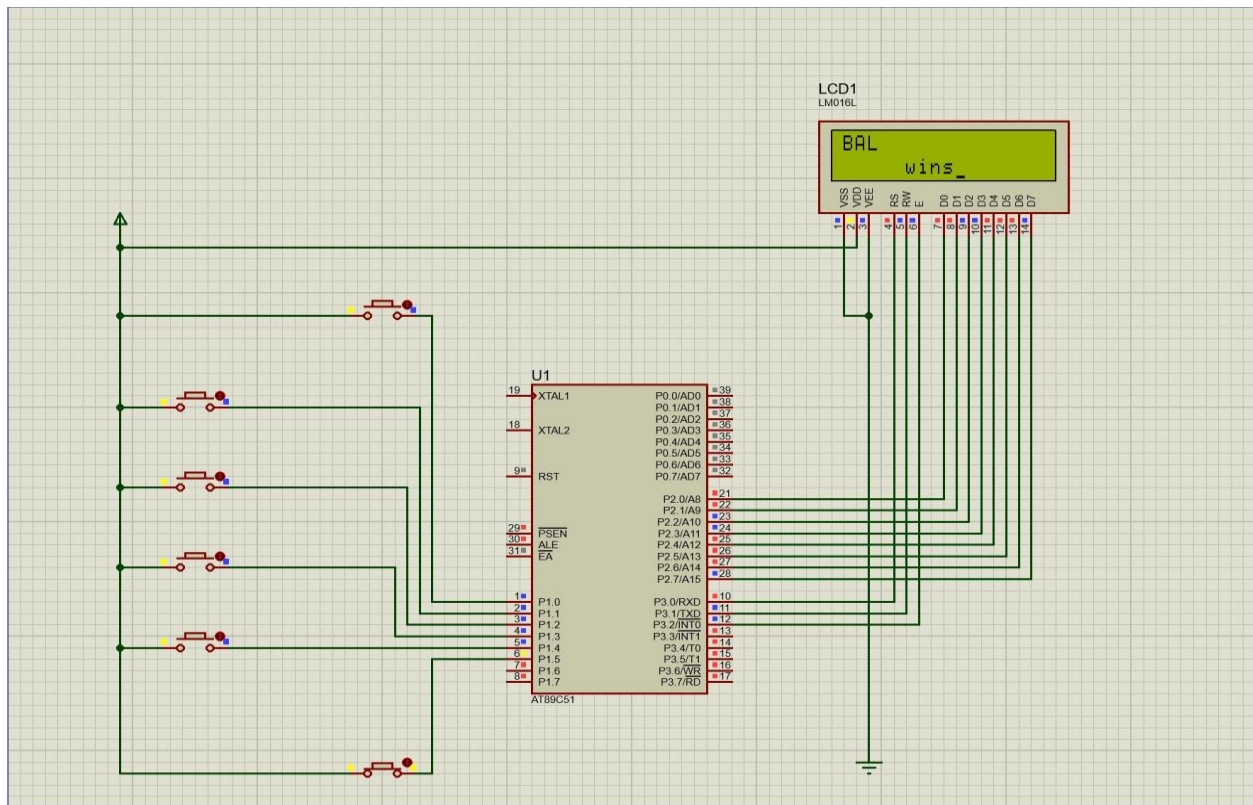 LCD1
LM016L
BAL
wins_
VSS
VDD
VEE
RS
RW
E
D0
D1
D2
D3
D4
D5
D6
D7
1
2
3
4
5
6
7
8
9
10
11
12
13
14
U1
19 XTAL1
18 XTAL2
9 RST
29 PSEN
30 ALE
31 EA
1 P1.0
2 P1.1
3 P1.2
4 P1.3
5 P1.4
6 P1.5
7 P1.6
8 P1.7
P0.0/AD0 39
P0.1/AD1 38
P0.2/AD2 37
P0.3/AD3 36
P0.4/AD4 35
P0.5/AD5 34
P0.6/AD6 33
P0.7/AD7 32
P2.0/A8 21
P2.1/A9 22
P2.2/A10 23
P2.3/A11 24
P2.4/A12 25
P2.5/A13 26
P2.6/A14 27
P2.7/A15 28
P3.0/RXD 10
P3.1/TXD 11
P3.2/INT0 12
P3.3/INT1 13
P3.4/T0 14
P3.5/T1 15
P3.6/WR 16
P3.7/RD 17
AT89C51